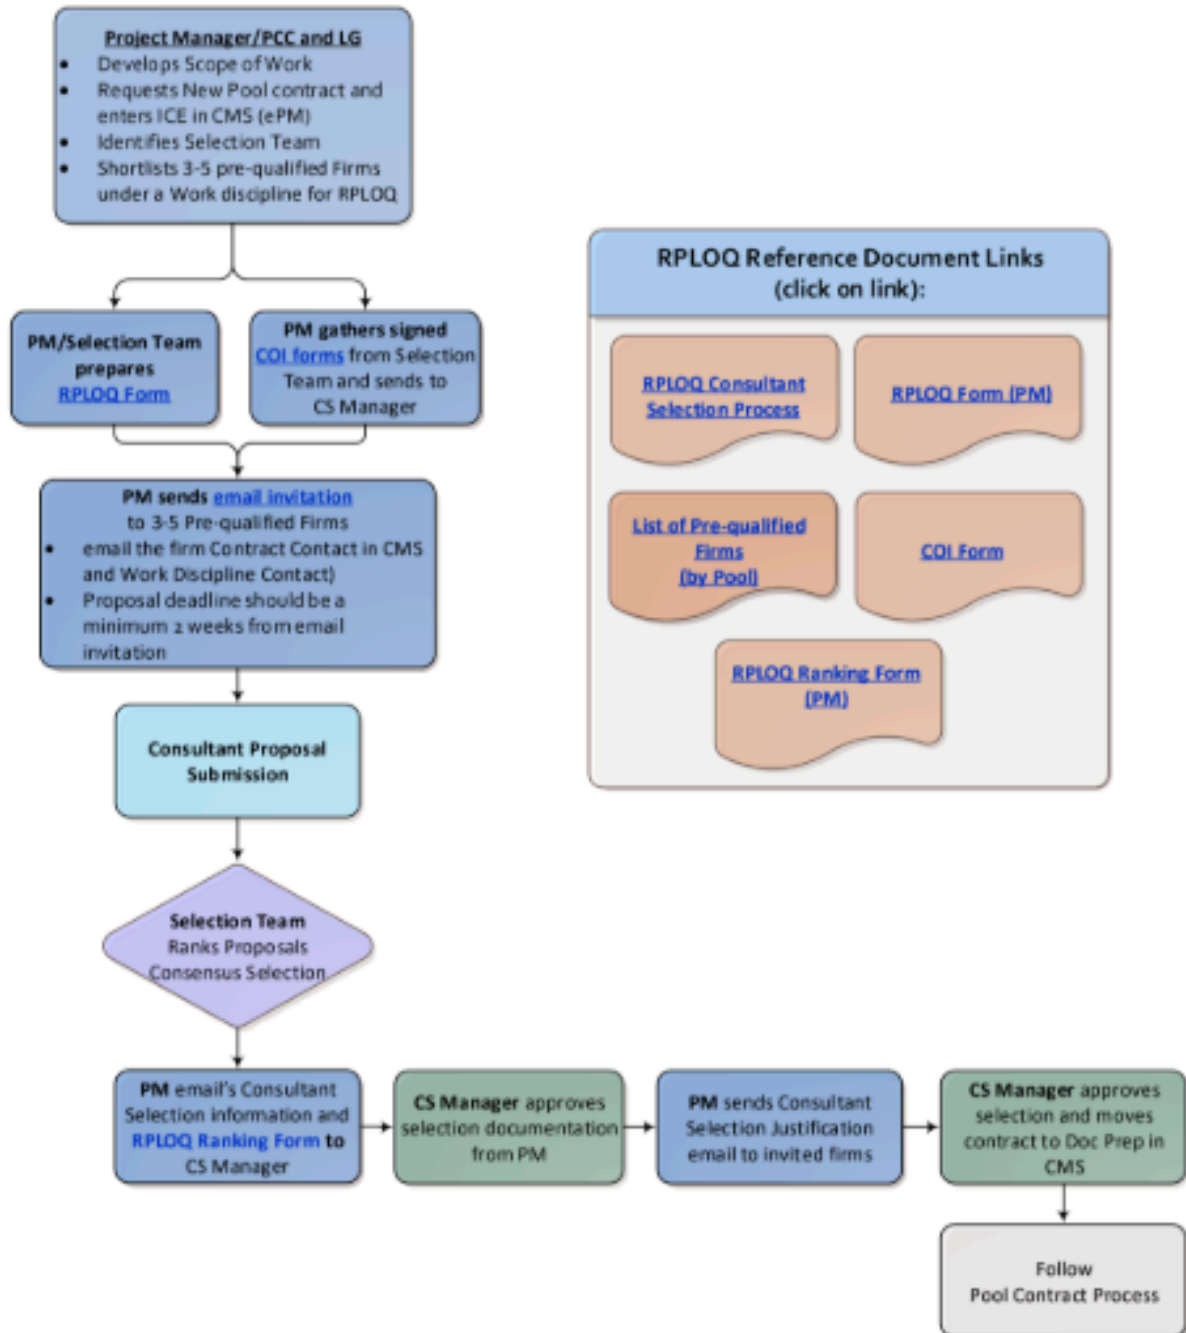 Project Manager/PCC and LG
• Develops Scope of Work
• Requests New Pool contract and
enters ICE in CMS (ePM)
• Identifies Selection Team
• Shortlists 3-5 pre-qualified Firms
under a Work discipline for RPLOQ
PM/Selection Team
prepares
RPLOQ Form
PM gathers signed
COI forms from Selection
Team and sends to
CS Manager
PM sends email invitation
to 3-5 Pre-qualified Firms
• email the firm Contract Contact in CMS
and Work Discipline Contact)
• Proposal deadline should be a
minimum 2 weeks from email
invitation
Consultant Proposal
Submission
Selection Team
Ranks Proposals
Consensus Selection
PM email's Consultant
Selection information and
RPLOQ Ranking Form to
CS Manager
CS Manager approves
selection documentation
from PM
PM sends Consultant
Selection Justification
email to invited firms
CS Manager approves
selection and moves
contract to Doc Prep in
CMS
Follow
Pool Contract Process
RPLOQ Reference Document Links
(click on link):
RPLOQ Consultant
Selection Process
RPLOQ Form (PM)
List of Pre-qualified
Firms
(by Pool)
COI Form
RPLOQ Ranking Form
(PM)